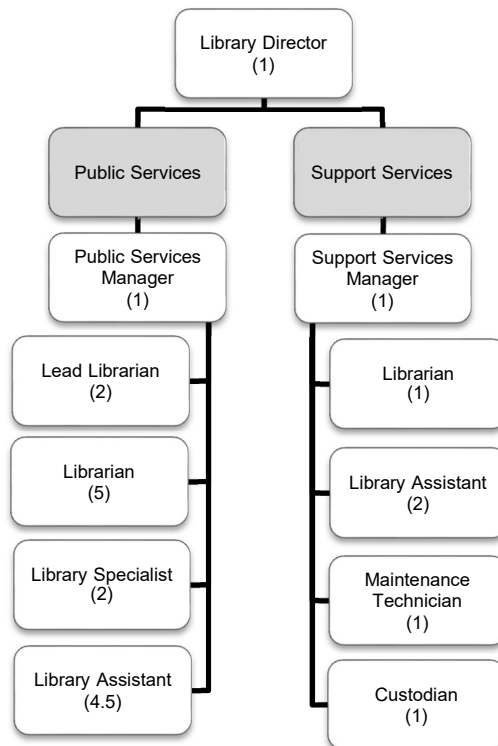 Library Director
(1)
Public Services
Support Services
Public Services
Manager
(1)
Support Services
Manager
(1)
Lead Librarian
(2)
Librarian
(5)
Library Specialist
(2)
Library Assistant
(4.5)
Librarian
(1)
Library Assistant
(2)
Maintenance
Technician
(1)
Custodian
(1)